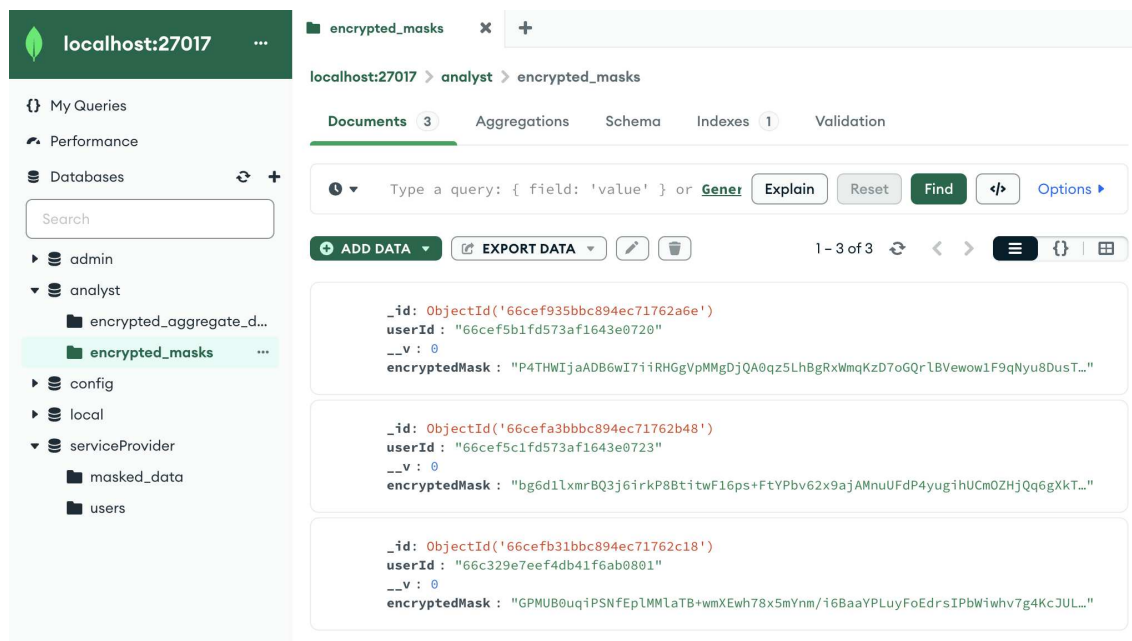 localhost:27017 ...
My Queries
Performance
Databases
Search
admin
analyst
encrypted_aggregate_d...
encrypted_masks ...
config
local
serviceProvider
masked_data
users
encrypted_masks
localhost:27017 > analyst > encrypted_masks
Documents 3 Aggregations Schema Indexes 1 Validation
Type a query: { field: 'value' } or Gener Explain Reset Find </> Options
ADD DATA EXPORT DATA 1 – 3 of 3 {}
_id: ObjectId('66cef935bbc894ec71762a6e')
userId : "66cef5b1fd573af1643e0720"
__v : 0
encryptedMask : "P4THWIjaADB6wI7iiRHGgVpMMgDjQA0qz5LhBgRxWmqKzD7oGQrlBVewow1F9qNyu8DusT…"
_id: ObjectId('66cefa3bbbc894ec71762b48')
userId : "66cef5c1fd573af1643e0723"
__v : 0
encryptedMask : "bg6d1lxmrBQ3j6irkP8BtitwF16ps+FtYPbv62x9ajAMnuUFdP4yugihUCmOZHjQq6gXkT…"
_id: ObjectId('66cefb31bbc894ec71762c18')
userId : "66c329e7eef4db41f6ab0801"
__v : 0
encryptedMask : "GPMUB0uqiPSNfEplMMlaTB+wmXEwh78x5mYnm/i6BaaYPLuyFoEdrsIPbWiwhv7g4KcJUL…"